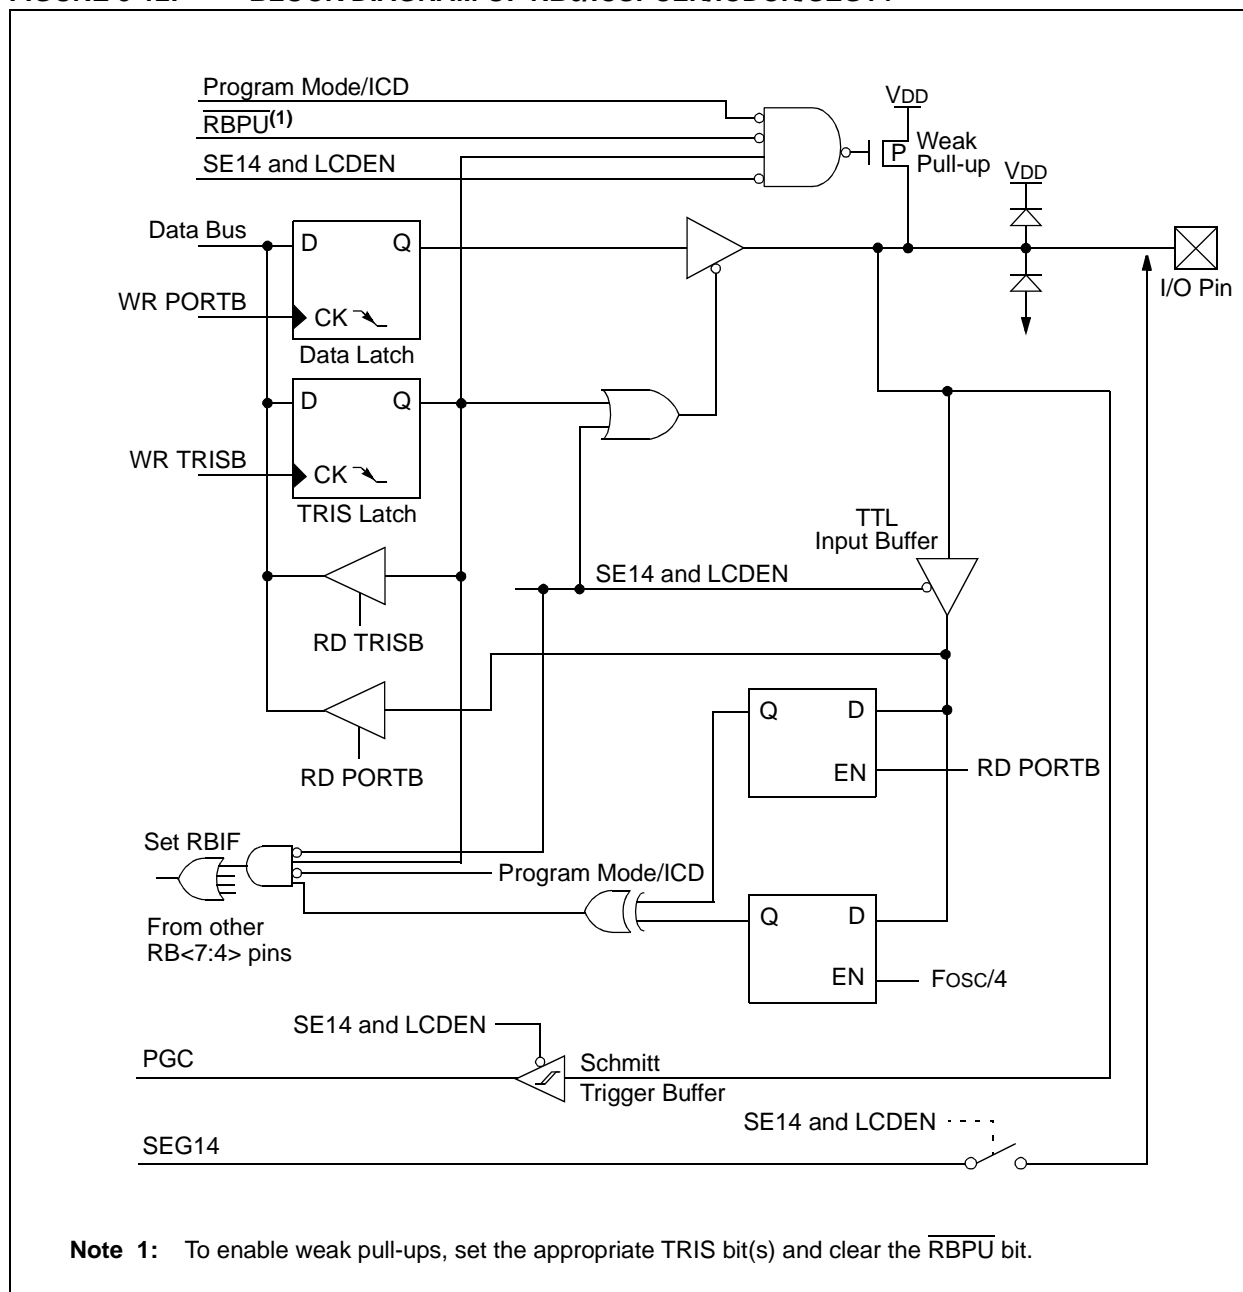 Program Mode/ICD
RBPU(1)
SE14 and LCDEN
VDD
P
Weak
Pull-up
VDD
Data Bus
D
Q
WR PORTB
CK
Data Latch
I/O Pin
D
Q
WR TRISB
CK
TRIS Latch
TTL
Input Buffer
SE14 and LCDEN
RD TRISB
RD PORTB
Q
D
EN
RD PORTB
Set RBIF
Program Mode/ICD
From other
RB<7:4> pins
Q
D
EN
FOSC/4
SE14 and LCDEN
PGC
Schmitt
Trigger Buffer
SE14 and LCDEN
SEG14
Note 1: To enable weak pull-ups, set the appropriate TRIS bit(s) and clear the RBPU bit.